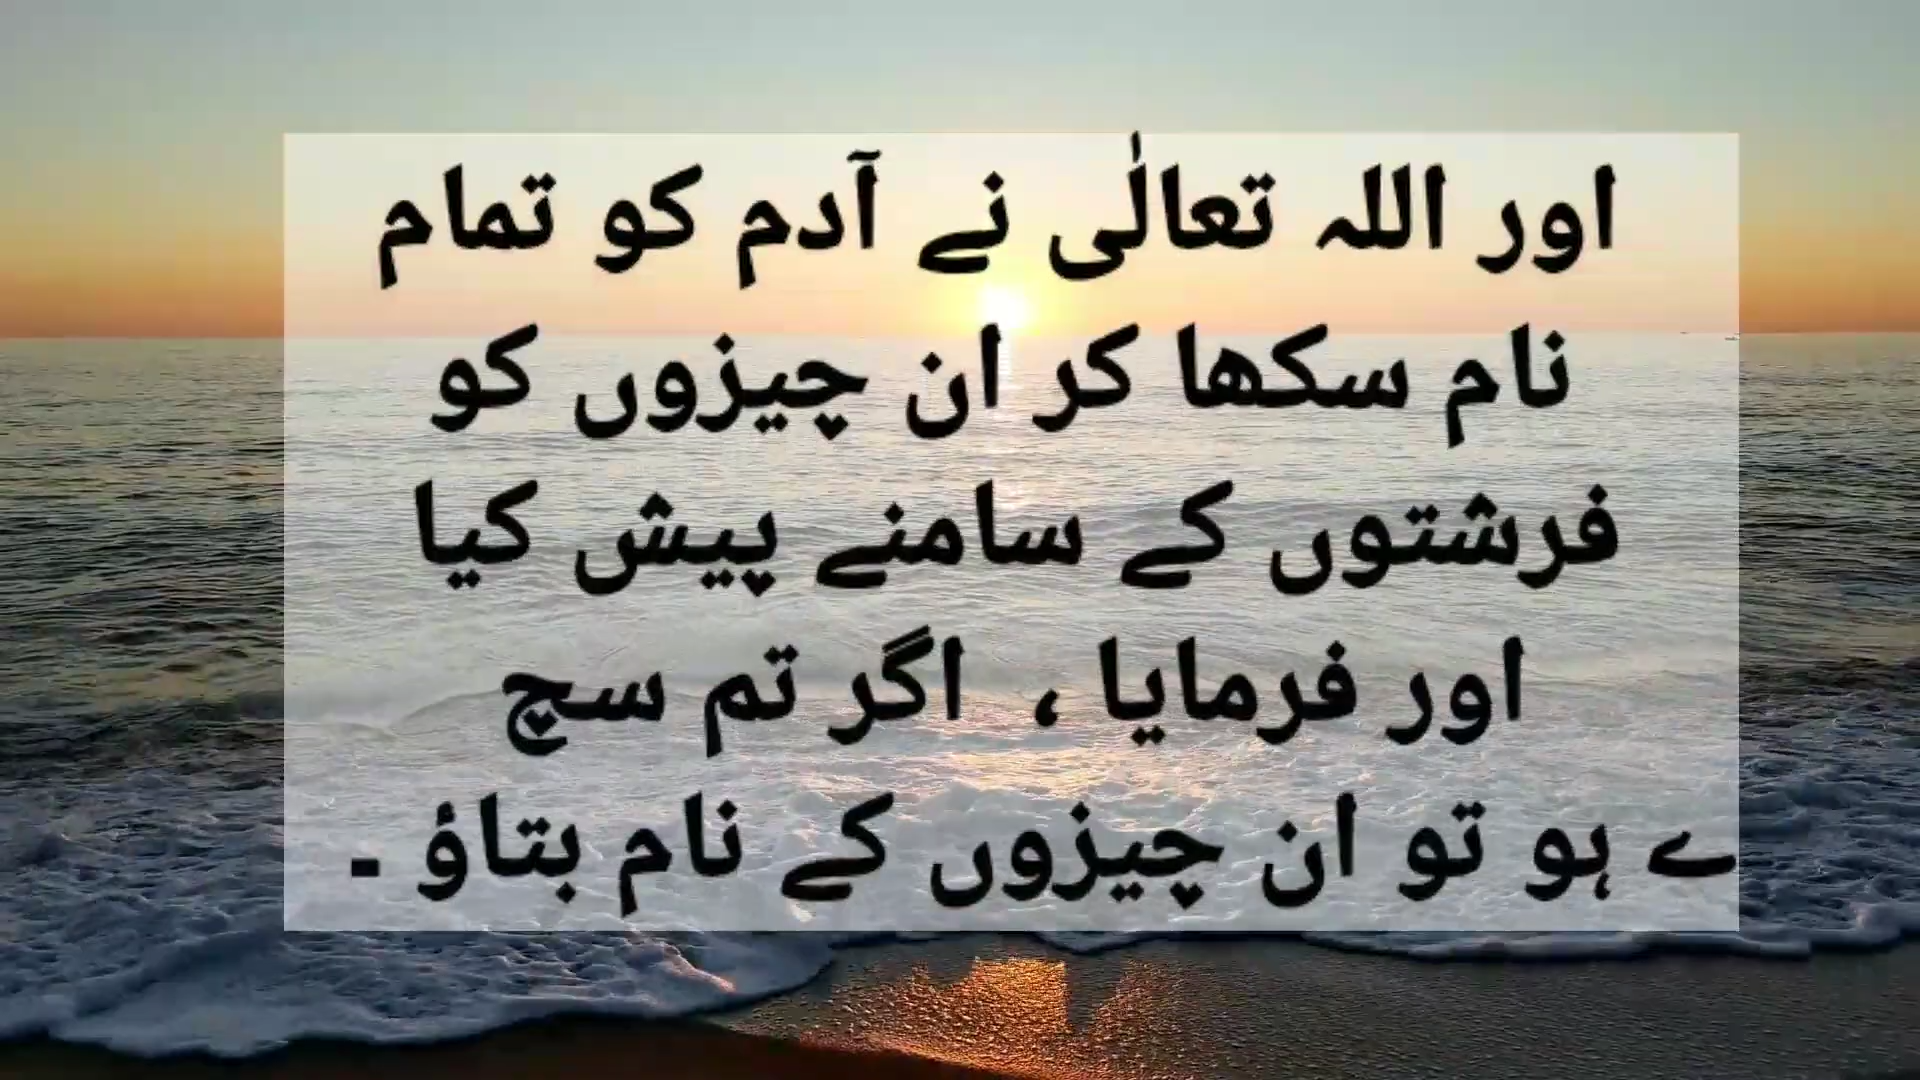 اور اللہ تعالٰی نے آدم کو تمام
نام سکھا کر ان چیزوں کو
فرشتوں کے سامنے پیش کیا
اور فرمایا ، اگر تم سچ
ے ہو تو ان چیزوں کے نام بتاؤ ۔